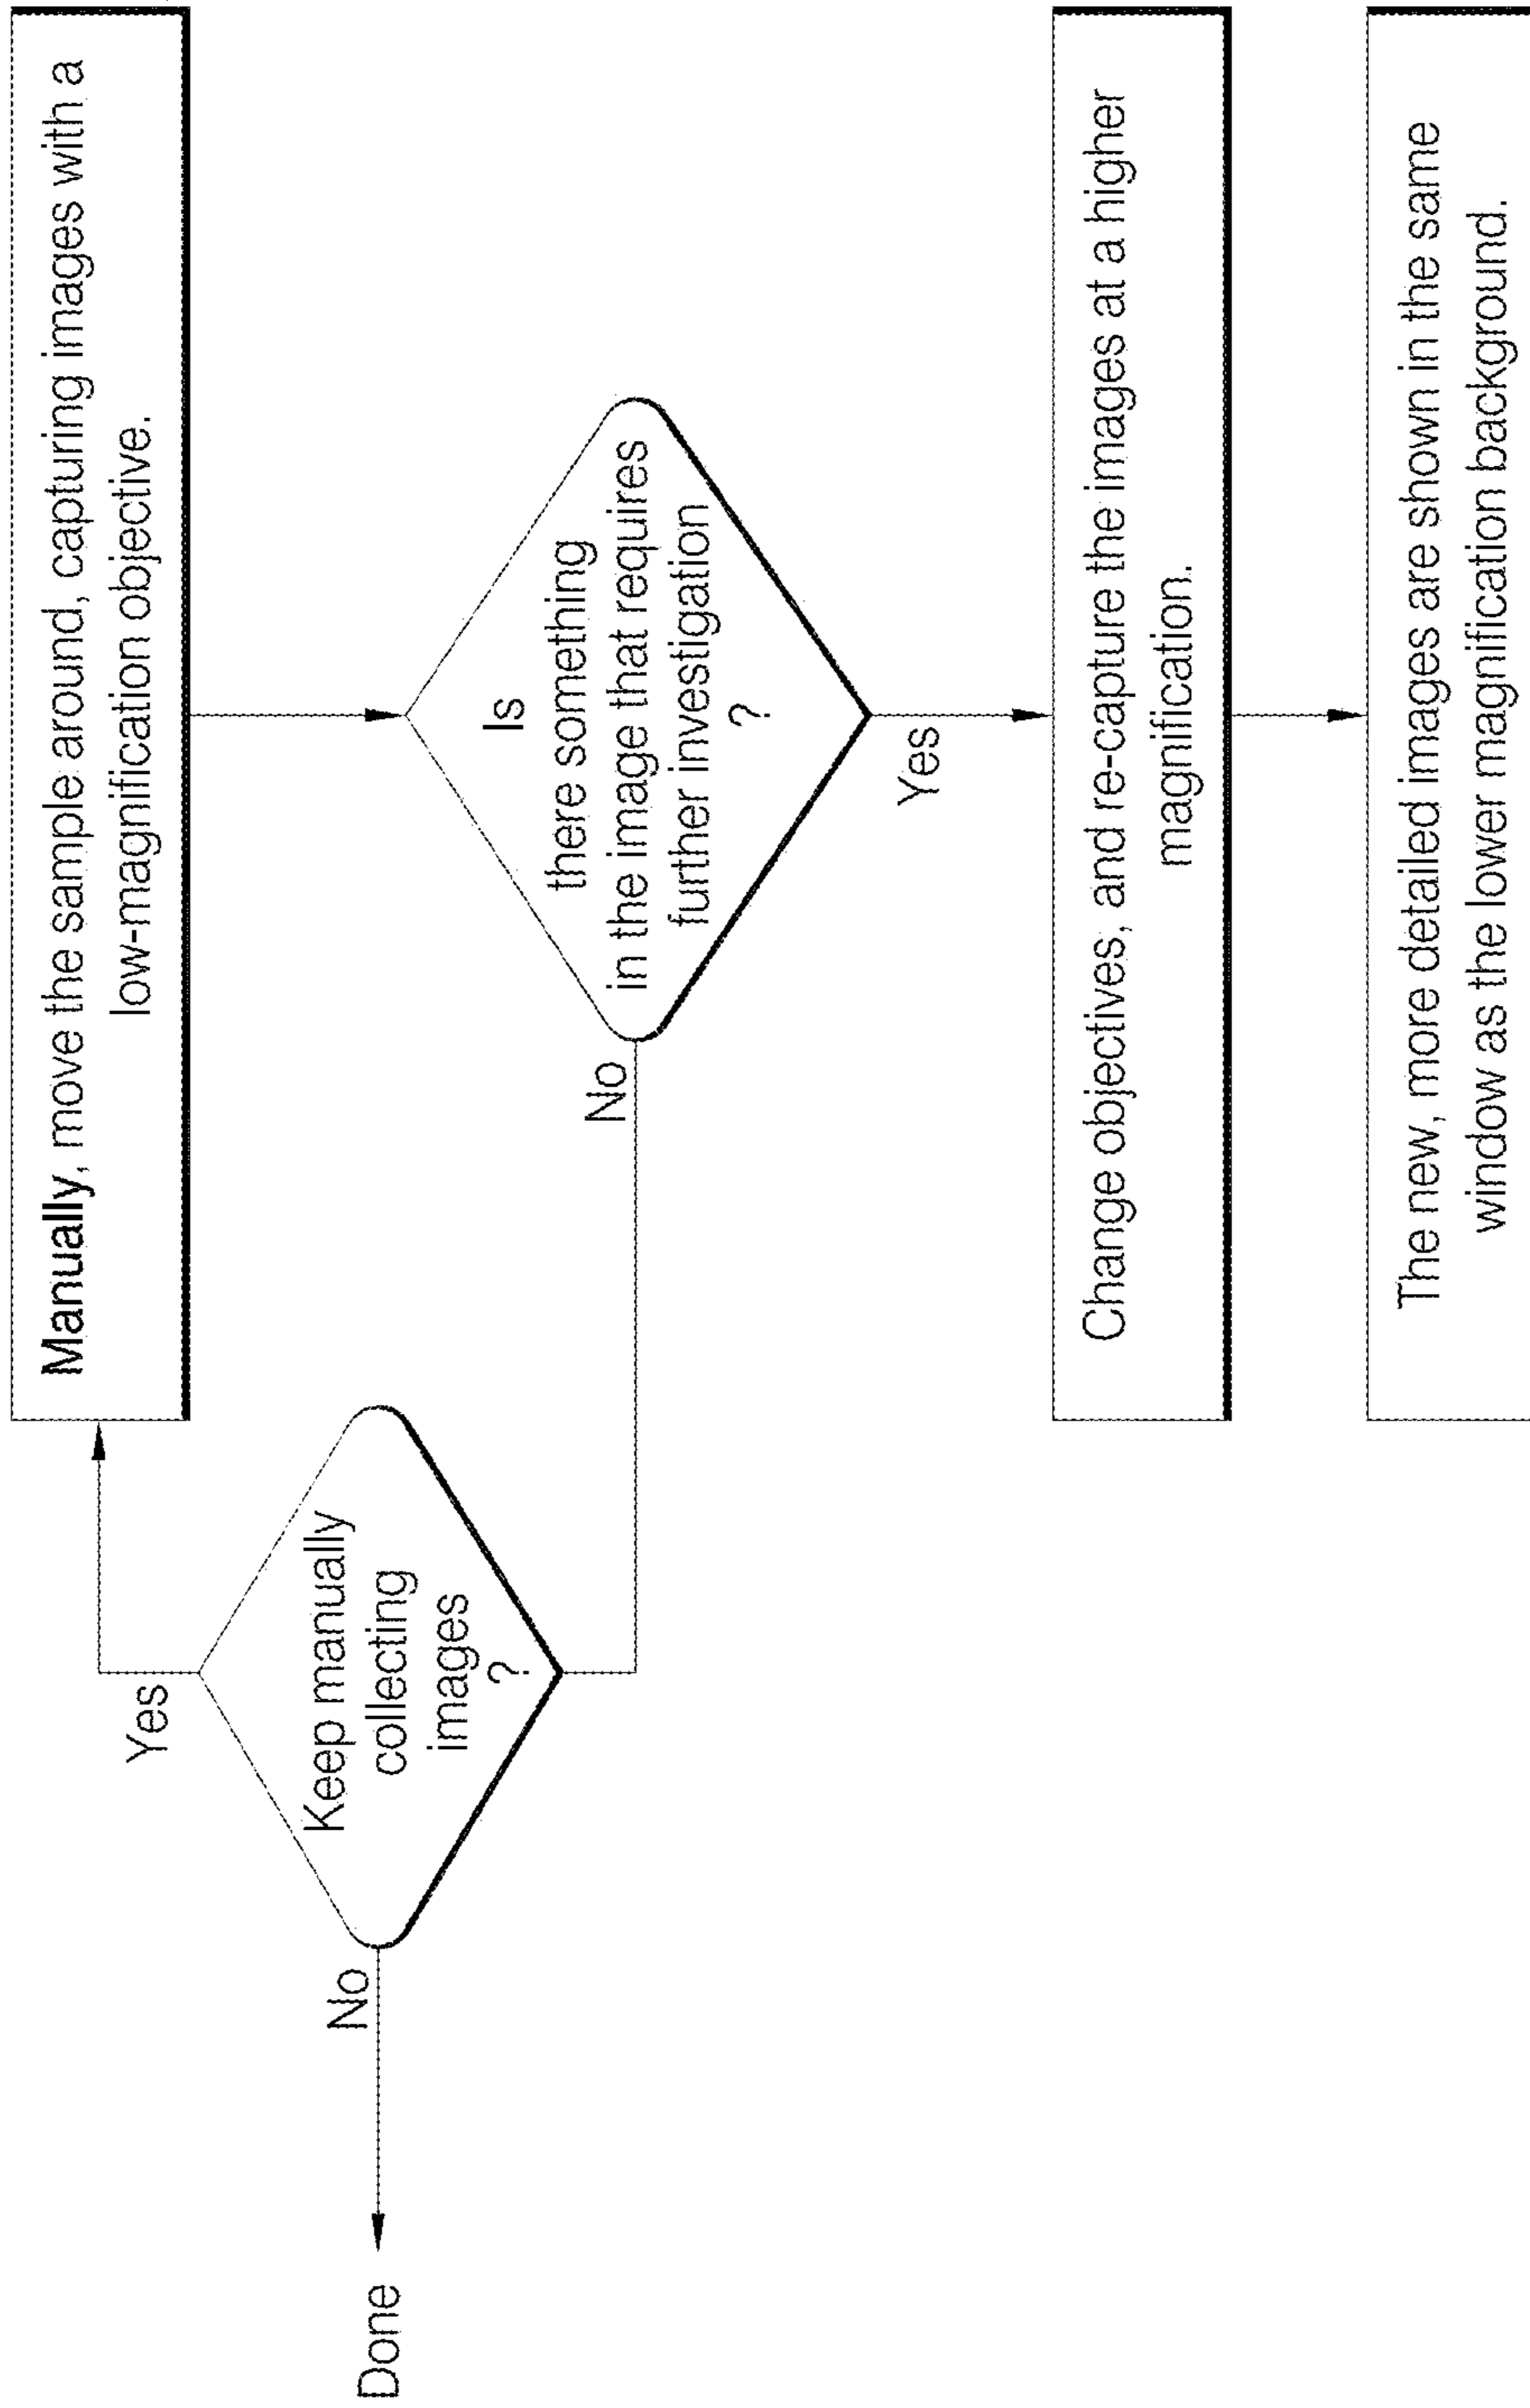 Manually, move the sample around, capturing images with a
low-magnification objective.
Is
there something
in the image that requires
further investigation
?
No
Yes
Keep manually
collecting
images
?
Yes
No
Done
Change objectives, and re-capture the images at a higher
magnification.
The new, more detailed images are shown in the same
window as the lower magnification background.